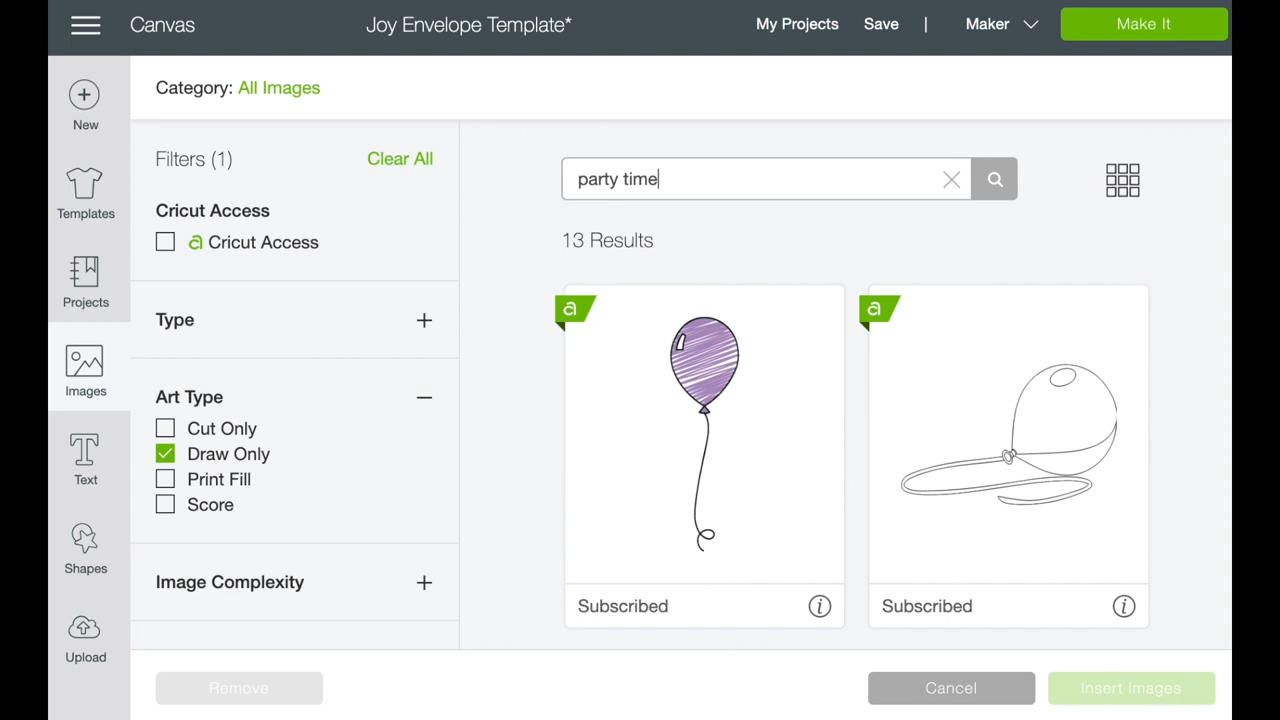 Canvas
Joy Envelope Template*
My Projects
Save
|
Maker
Make It
New
Templates
Projects
Images
Text
Shapes
Upload
Category: All Images
Filters (1)
Clear All
Cricut Access
a Cricut Access
Type
Art Type
Cut Only
Draw Only
Print Fill
Score
Image Complexity
party time
13 Results
a
a
Subscribed
Subscribed
Remove
Cancel
Insert Images